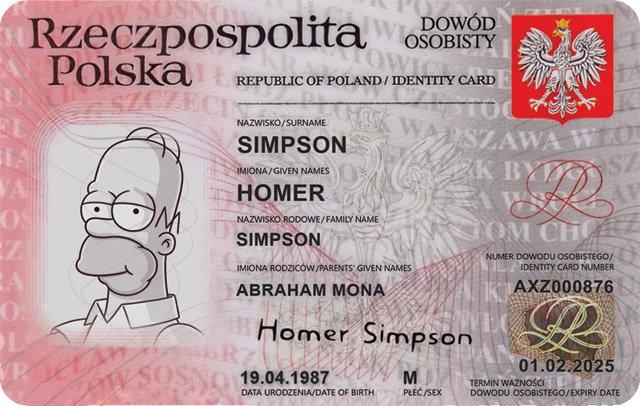 Rzeczpospolita
Polska
DOWÓD
OSOBISTY
REPUBLIC OF POLAND / IDENTITY CARD
NAZWISKO/SURNAME
SIMPSON
IMIONA/GIVEN NAMES
HOMER
NAZWISKO RODOWE/FAMILY NAME
SIMPSON
IMIONA RODZICÓW/PARENTS' GIVEN NAMES
ABRAHAM MONA
NUMER DOWODU OSOBISTEGO/
IDENTITY CARD NUMBER
AXZ000876
Homer Simpson
19.04.1987
DATA URODZENIA/DATE OF BIRTH
M
PŁEĆ/SEX
01.02.2025
TERMIN WAŻNOŚCI
DOWODU OSOBISTEGO/EXPIRY DATE